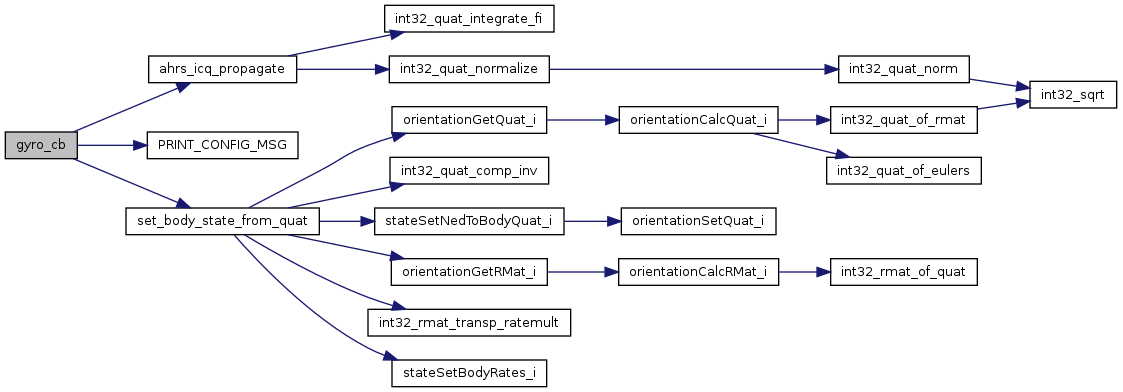 int32_quat_integrate_fi
ahrs_icq_propagate
int32_quat_normalize
int32_quat_norm
int32_sqrt
orientationGetQuat_i
orientationCalcQuat_i
int32_quat_of_rmat
gyro_cb
PRINT_CONFIG_MSG
int32_quat_comp_inv
int32_quat_of_eulers
set_body_state_from_quat
stateSetNedToBodyQuat_i
orientationSetQuat_i
orientationGetRMat_i
orientationCalcRMat_i
int32_rmat_of_quat
int32_rmat_transp_ratemult
stateSetBodyRates_i